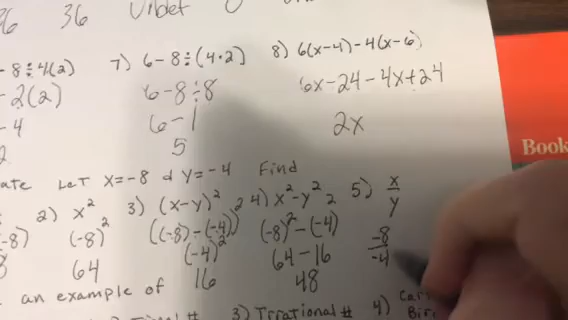 36 36
- 8 ÷ 4(2) 7) 6 - 8 ÷ (4 · 2) 8) 6(x-4) - 4(x-6)
- 2(2) 6 - 8 ÷ 8 6x - 24 - 4x + 24
- 4 6 - 1 2x
5
ate Let x = -8 & y = -4 Find
2) x² 3) (x-y)² 4) x² - y² 5) x/y
-8) (-8)² ((-8) - (-4))² (-8)² - (-4)² -8/-4
64 (-4)² 64 - 16
16 48
an example of
3) Irrational # 4)